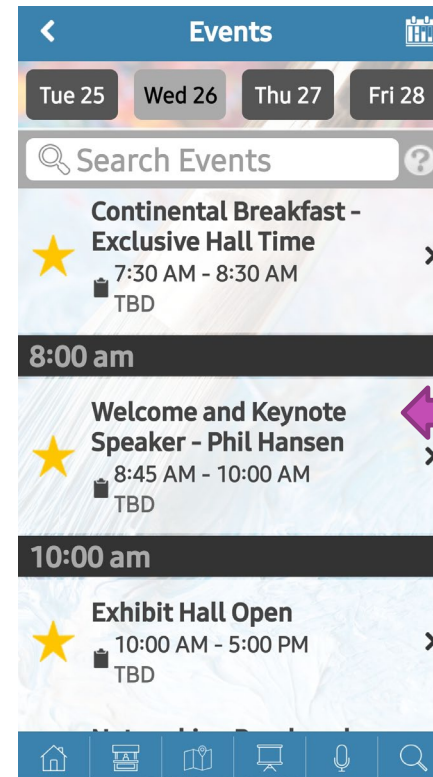 Events
Tue 25 Wed 26 Thu 27 Fri 28
Search Events ?
Continental Breakfast -
Exclusive Hall Time
7:30 AM - 8:30 AM
TBD
8:00 am
Welcome and Keynote
Speaker - Phil Hansen
8:45 AM - 10:00 AM
TBD
10:00 am
Exhibit Hall Open
10:00 AM - 5:00 PM
TBD